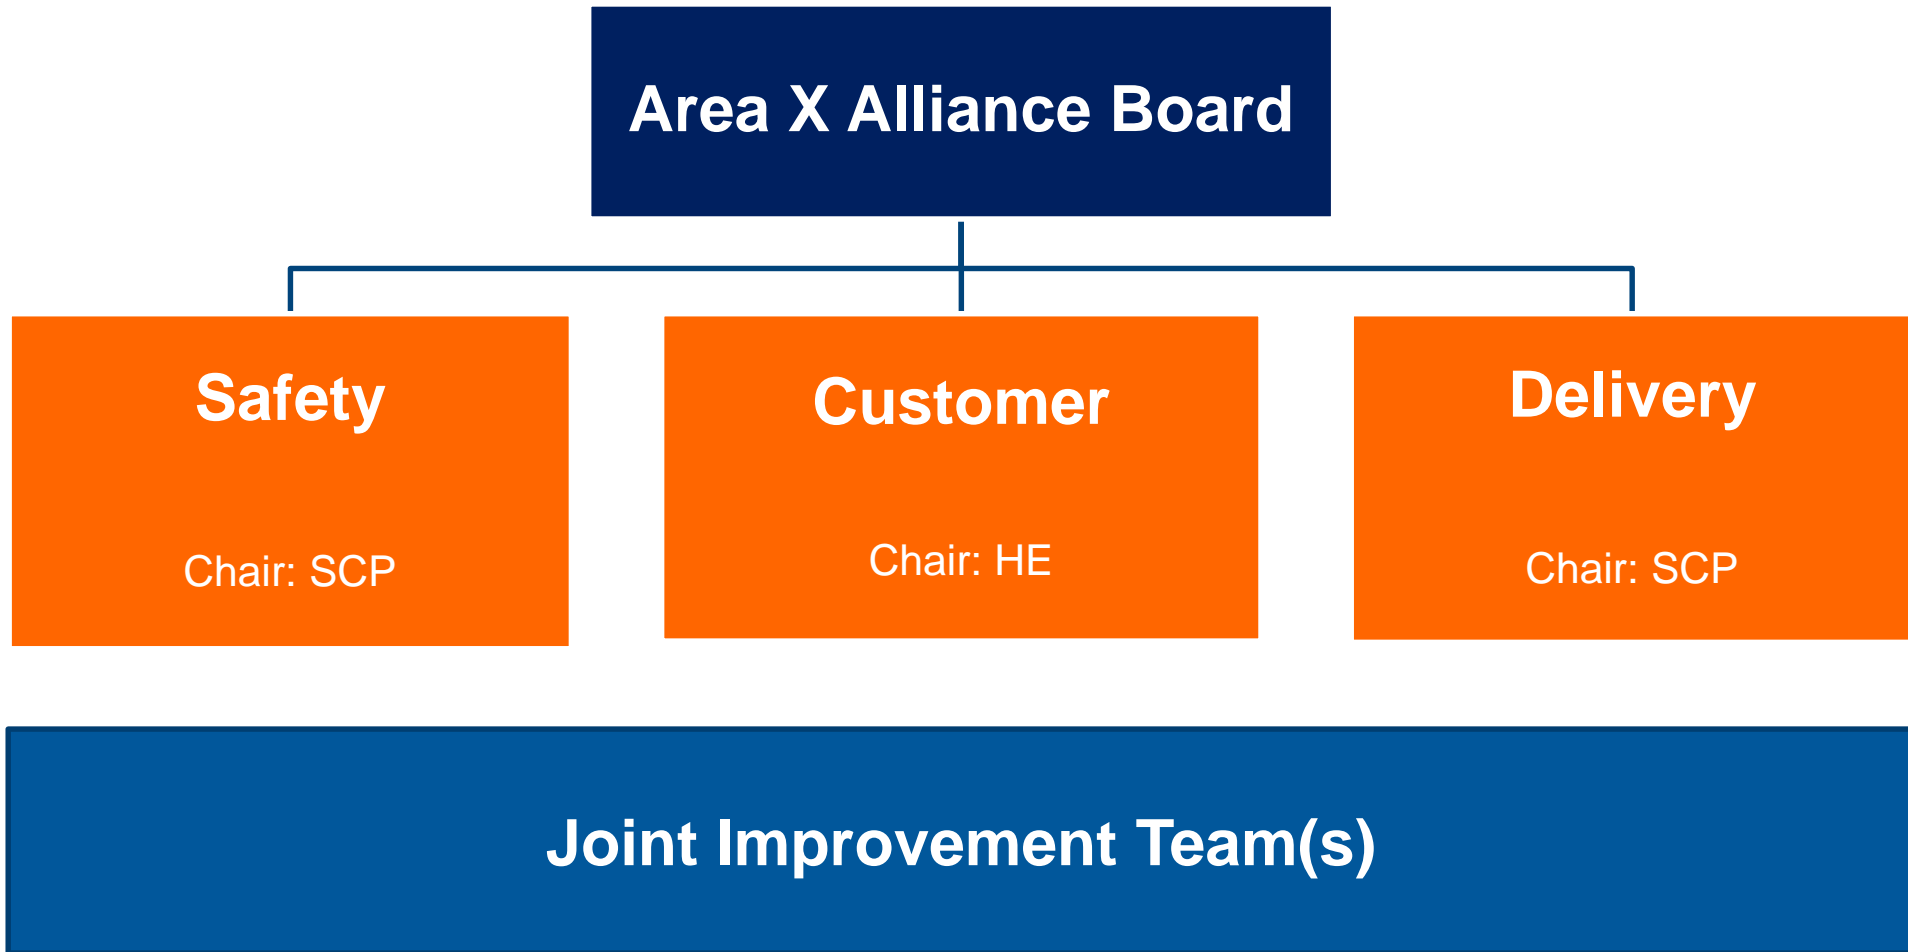 Area X Alliance Board
Safety
Chair: SCP
Customer
Chair: HE
Delivery
Chair: SCP
Joint Improvement Team(s)